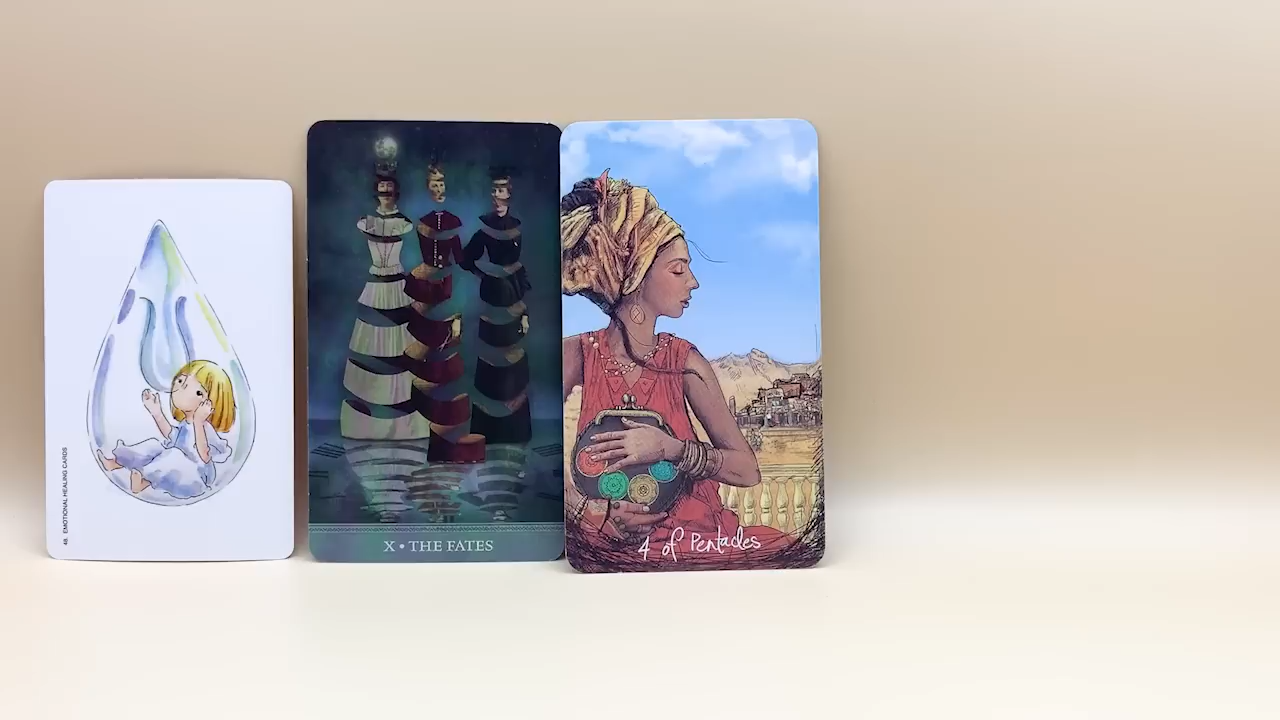 48. EMOTIONAL HEALING CARDS
X • THE FATES
4 of Pentacles